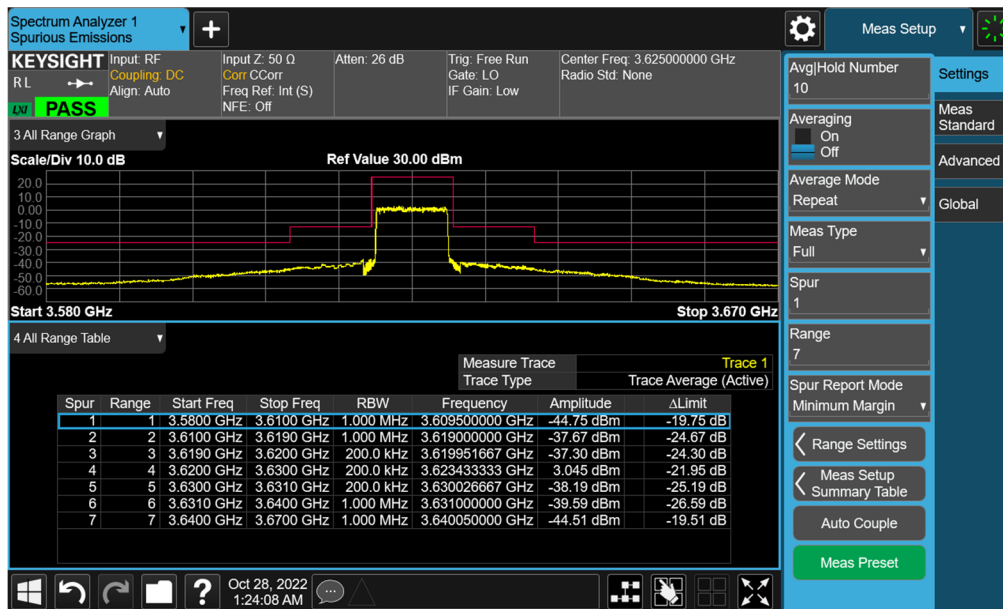 Spectrum Analyzer 1
Spurious Emissions
Meas Setup
KEYSIGHT
R L
LXI
PASS
Input: RF
Coupling: DC
Align: Auto
Input Z: 50 Ω
Corr CCorr
Freq Ref: Int (S)
NFE: Off
Atten: 26 dB
Trig: Free Run
Gate: LO
IF Gain: Low
Center Freq: 3.625000000 GHz
Radio Std: None
3 All Range Graph
Scale/Div 10.0 dB
Ref Value 30.00 dBm
20.0
10.0
0.00
-10.0
-20.0
-30.0
-40.0
-50.0
-60.0
Start 3.580 GHz
Stop 3.670 GHz
4 All Range Table
Measure Trace Trace 1
Trace Type Trace Average (Active)
Spur Range Start Freq Stop Freq RBW Frequency Amplitude ΔLimit
1 1 3.5800 GHz 3.6100 GHz 1.000 MHz 3.609500000 GHz -44.75 dBm -19.75 dB
2 2 3.6100 GHz 3.6190 GHz 1.000 MHz 3.619000000 GHz -37.67 dBm -24.67 dB
3 3 3.6190 GHz 3.6200 GHz 200.0 kHz 3.619951667 GHz -37.30 dBm -24.30 dB
4 4 3.6200 GHz 3.6300 GHz 200.0 kHz 3.623433333 GHz 3.045 dBm -21.95 dB
5 5 3.6300 GHz 3.6310 GHz 200.0 kHz 3.630026667 GHz -38.19 dBm -25.19 dB
6 6 3.6310 GHz 3.6400 GHz 1.000 MHz 3.631000000 GHz -39.59 dBm -26.59 dB
7 7 3.6400 GHz 3.6700 GHz 1.000 MHz 3.640050000 GHz -44.51 dBm -19.51 dB
Oct 28, 2022
1:24:08 AM
Avg|Hold Number
10
Averaging
On
Off
Average Mode
Repeat
Meas Type
Full
Spur
1
Range
7
Spur Report Mode
Minimum Margin
Range Settings
Meas Setup
Summary Table
Auto Couple
Meas Preset
Settings
Meas
Standard
Advanced
Global